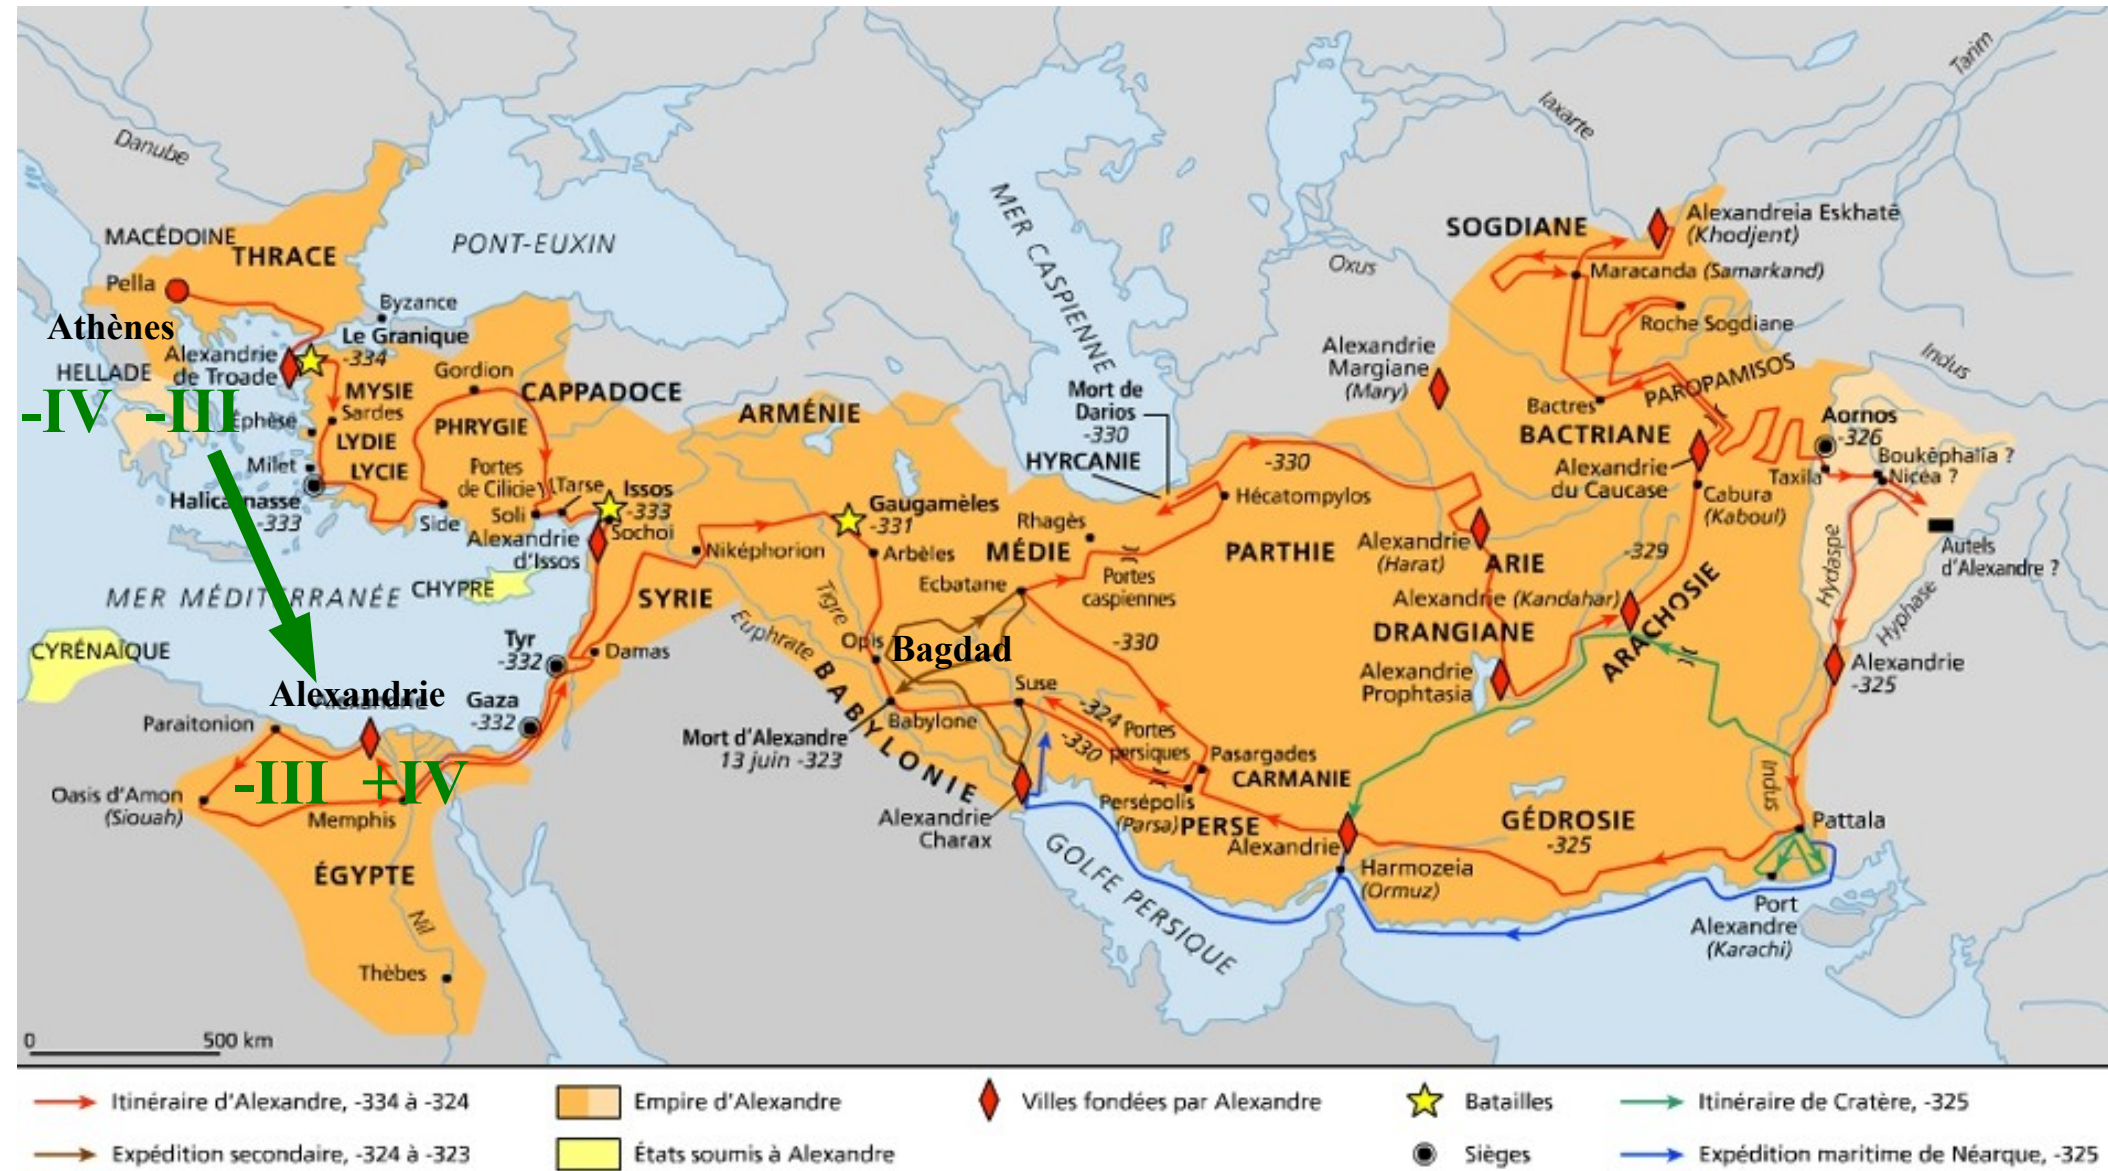 Danube
MACÉDOINE
THRACE
Pella
PONT-EUXIN
Byzance
Athènes
Le Granique
-334
Alexandrie
de Troade
HELLADE
-IV -III
MYSIE
Sardes
Éphèse
LYDIE
LYCIE
Milet
Halicarnasse
-333
Gordion
CAPPADOCE
PHRYGIE
Portes
de Cilicie
Tarse
Issos
-333
Soli
Side
Sochoi
Alexandrie
d'Issos
ARMÉNIE
MER CASPIENNE
Gaugamèles
-331
Arbèles
Niképhorion
MER MÉDITERRANÉE
CHYPRE
SYRIE
Tigre
Euphrate
CYRÉNAÏQUE
Tyr
-332
Damas
Opis
Bagdad
BABYLONIE
Alexandrie
Gaza
-332
Paraitonion
-III +IV
Oasis d'Amon
(Siouah)
Memphis
ÉGYPTE
Nil
Thèbes
Mort d'Alexandre
13 juin -323
Babylone
Suse
Alexandrie
Charax
Mort de
Darios
-330
HYRCANIE
Rhagès
MÉDIE
Ecbatane
Portes
caspiennes
-330
Hécatompylos
PARTHIE
-330
-324
-330
Portes
persiques
Pasargades
CARMANIE
Persépolis
(Parsa)
PERSE
Alexandrie
GOLFE PERSIQUE
Harmozeia
(Ormuz)
GÉDROSIE
-325
Tarim
Iaxarte
SOGDIANE
Alexandreia Eskhatê
(Khodjent)
Oxus
Maracanda (Samarkand)
Roche Sogdiane
Alexandrie
Margiane
(Mary)
Bactres
PAROPAMISOS
BACTRIANE
Alexandrie
du Caucase
Cabura
(Kaboul)
Indus
Aornos
-326
Taxila
Boukêphalia ?
Nicéa ?
Autels
d'Alexandre ?
Hydaspe
Hyphase
Alexandrie
(Harat)
ARIE
-329
Alexandrie (Kandahar)
DRANGIANE
ARACHOSIE
Alexandrie
Prophtasia
Alexandrie
-325
Indus
Pattala
Port
Alexandre
(Karachi)
0 500 km
Itinéraire d'Alexandre, -334 à -324
Empire d'Alexandre
Villes fondées par Alexandre
Batailles
Itinéraire de Cratère, -325
Expédition secondaire, -324 à -323
États soumis à Alexandre
Sièges
Expédition maritime de Néarque, -325